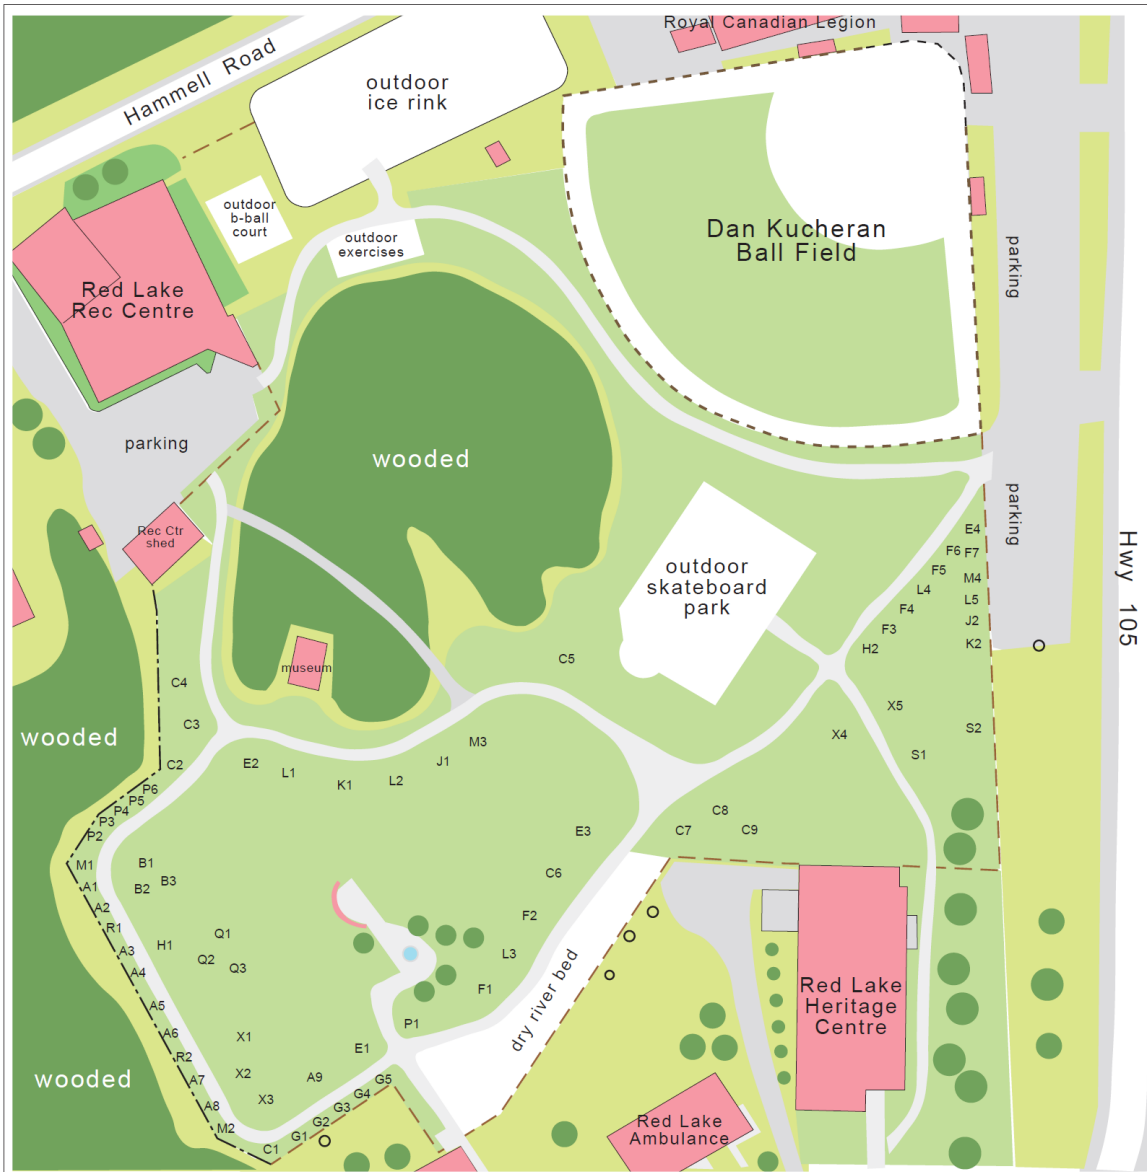 Royal Canadian Legion
Hammell Road
outdoor
ice rink
outdoor
b-ball
court
outdoor
exercises
Dan Kucheran
Ball Field
parking
Red Lake
Rec Centre
parking
wooded
parking
Hwy 105
Rec Ctr
shed
outdoor
skateboard
park
E4
F6
F7
F5
M4
L4
L5
F4
J2
F3
K2
H2
C5
museum
C4
C3
X5
S2
X4
S1
wooded
M3
J1
C2
E2
L1
K1
L2
P6
P5
P4
P3
P2
C8
C7
C9
E3
M1
B1
A1
B2
B3
C6
A2
R1
F2
A3
H1
Q1
Q2
Q3
L3
A4
F1
A5
P1
dry river bed
Red Lake
Heritage
Centre
A6
X1
E1
R2
A7
X2
A9
G5
wooded
A8
X3
G4
G3
G2
G1
M2
C1
Red Lake
Ambulance